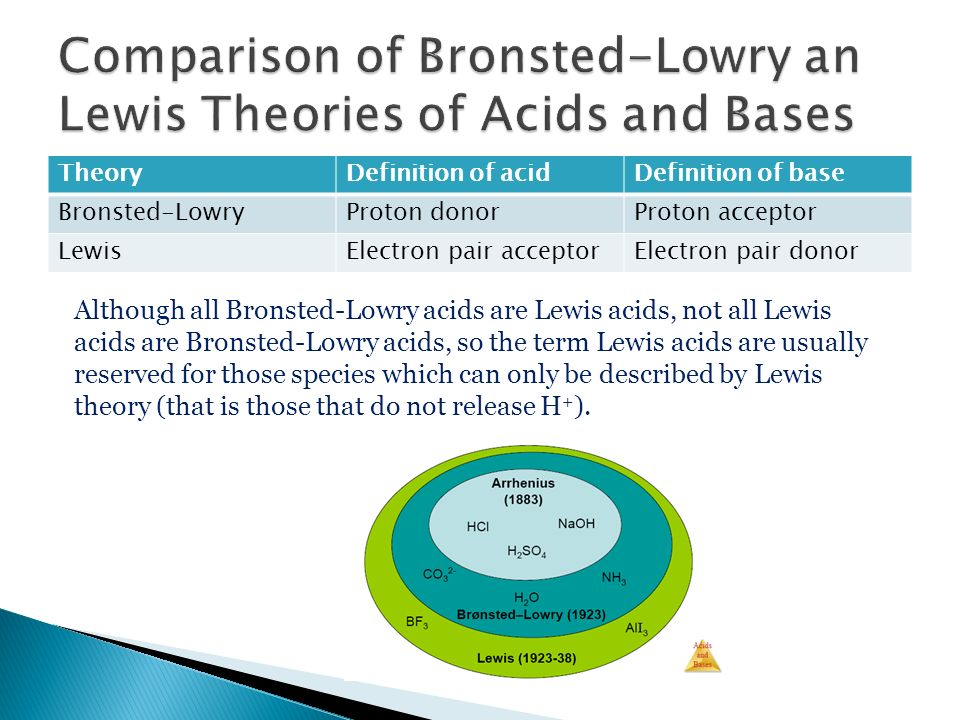 Comparison of Bronsted-Lowry an
Lewis Theories of Acids and Bases
Theory Definition of acid Definition of base
Bronsted-Lowry Proton donor Proton acceptor
Lewis Electron pair acceptor Electron pair donor
Although all Bronsted-Lowry acids are Lewis acids, not all Lewis
acids are Bronsted-Lowry acids, so the term Lewis acids are usually
reserved for those species which can only be described by Lewis
theory (that is those that do not release H⁺).
Arrhenius
(1883)
HCl NaOH
H₂SO₄
CO₃²⁻ NH₃
H₂O
Brønsted–Lowry (1923)
BF₃ AlI₃
Lewis (1923-38)
Acids
and
Bases